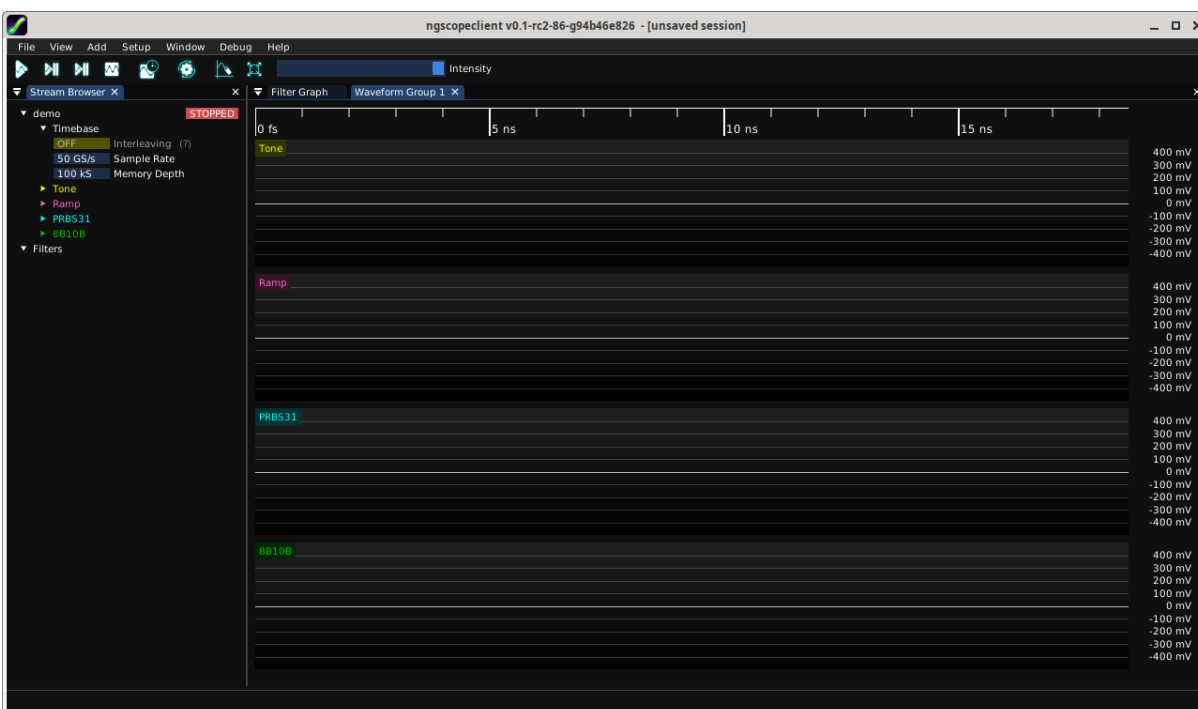 ngscopeclient v0.1-rc2-86-g94b46e826 - [unsaved session]
File View Add Setup Window Debug Help
Intensity
Stream Browser
Filter Graph Waveform Group 1
demo STOPPED
Timebase
OFF Interleaving (?)
50 GS/s Sample Rate
100 kS Memory Depth
Tone
Ramp
PRBS31
8B10B
Filters
0 fs 5 ns 10 ns 15 ns
Tone
400 mV
300 mV
200 mV
100 mV
0 mV
-100 mV
-200 mV
-300 mV
-400 mV
Ramp
400 mV
300 mV
200 mV
100 mV
0 mV
-100 mV
-200 mV
-300 mV
-400 mV
PRBS31
400 mV
300 mV
200 mV
100 mV
0 mV
-100 mV
-200 mV
-300 mV
-400 mV
8B10B
400 mV
300 mV
200 mV
100 mV
0 mV
-100 mV
-200 mV
-300 mV
-400 mV